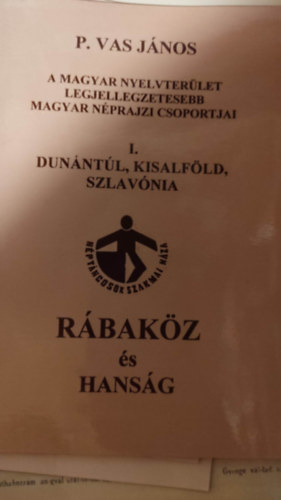 P. VAS JÁNOS
A MAGYAR NYELVTERÜLET
LEGJELLEGZETESEBB
MAGYAR NÉPRAJZI CSOPORTJAI
I.
DUNÁNTÚL, KISALFÖLD,
SZLAVÓNIA
NÉPTÁNCOSOK SZAKMAI HÁZA
RÁBAKÖZ
és
HANSÁG